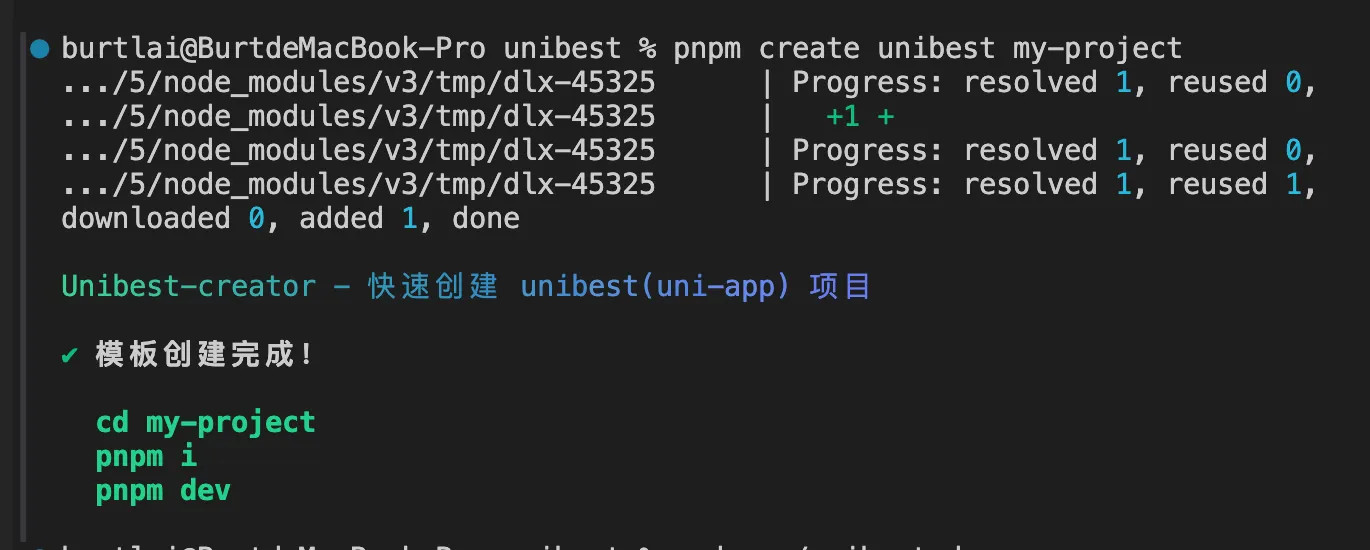 burtlai@BurtdeMacBook-Pro unibest % pnpm create unibest my-project
.../5/node_modules/v3/tmp/dlx-45325 | Progress: resolved 1, reused 0,
.../5/node_modules/v3/tmp/dlx-45325 | +1 +
.../5/node_modules/v3/tmp/dlx-45325 | Progress: resolved 1, reused 0,
.../5/node_modules/v3/tmp/dlx-45325 | Progress: resolved 1, reused 1,
downloaded 0, added 1, done
Unibest-creator - 快速创建 unibest(uni-app) 项目
✔ 模板创建完成!
cd my-project
pnpm i
pnpm dev